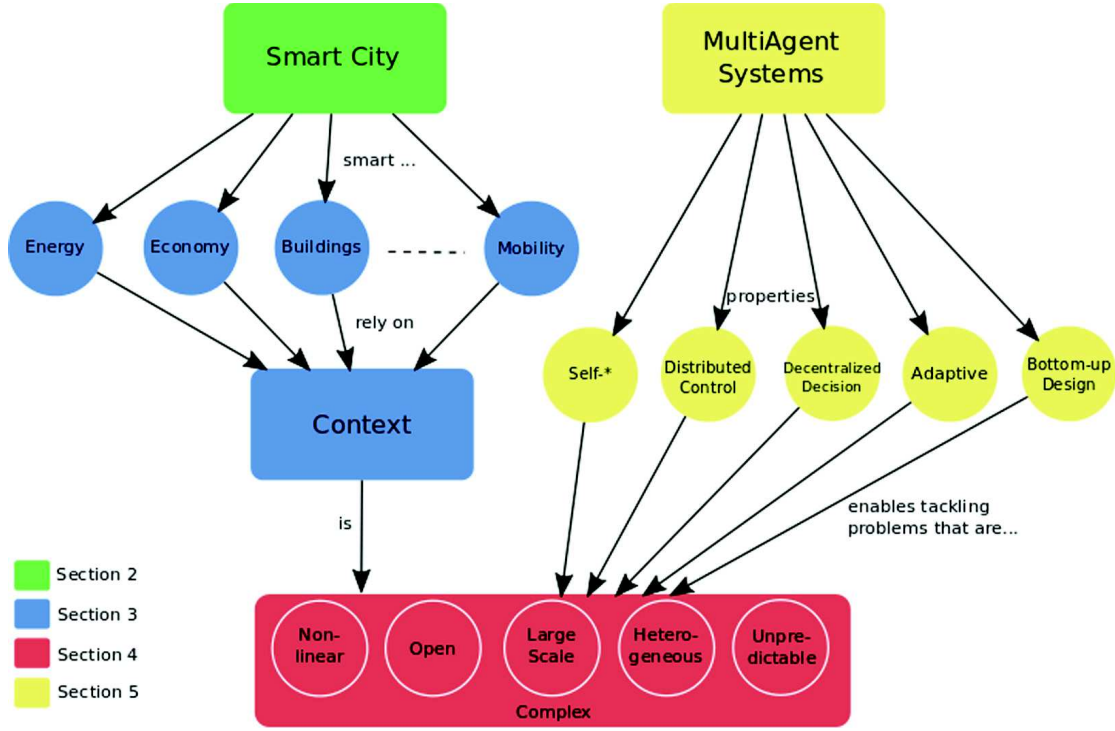 Smart City
MultiAgent
Systems
smart ...
Energy
Economy
Buildings
Mobility
properties
rely on
Self-*
Distributed
Control
Decentralized
Decision
Adaptive
Bottom-up
Design
Context
enables tackling
problems that are...
is
Section 2
Section 3
Section 4
Section 5
Non-
linear
Open
Large
Scale
Hetero-
geneous
Unpre-
dictable
Complex